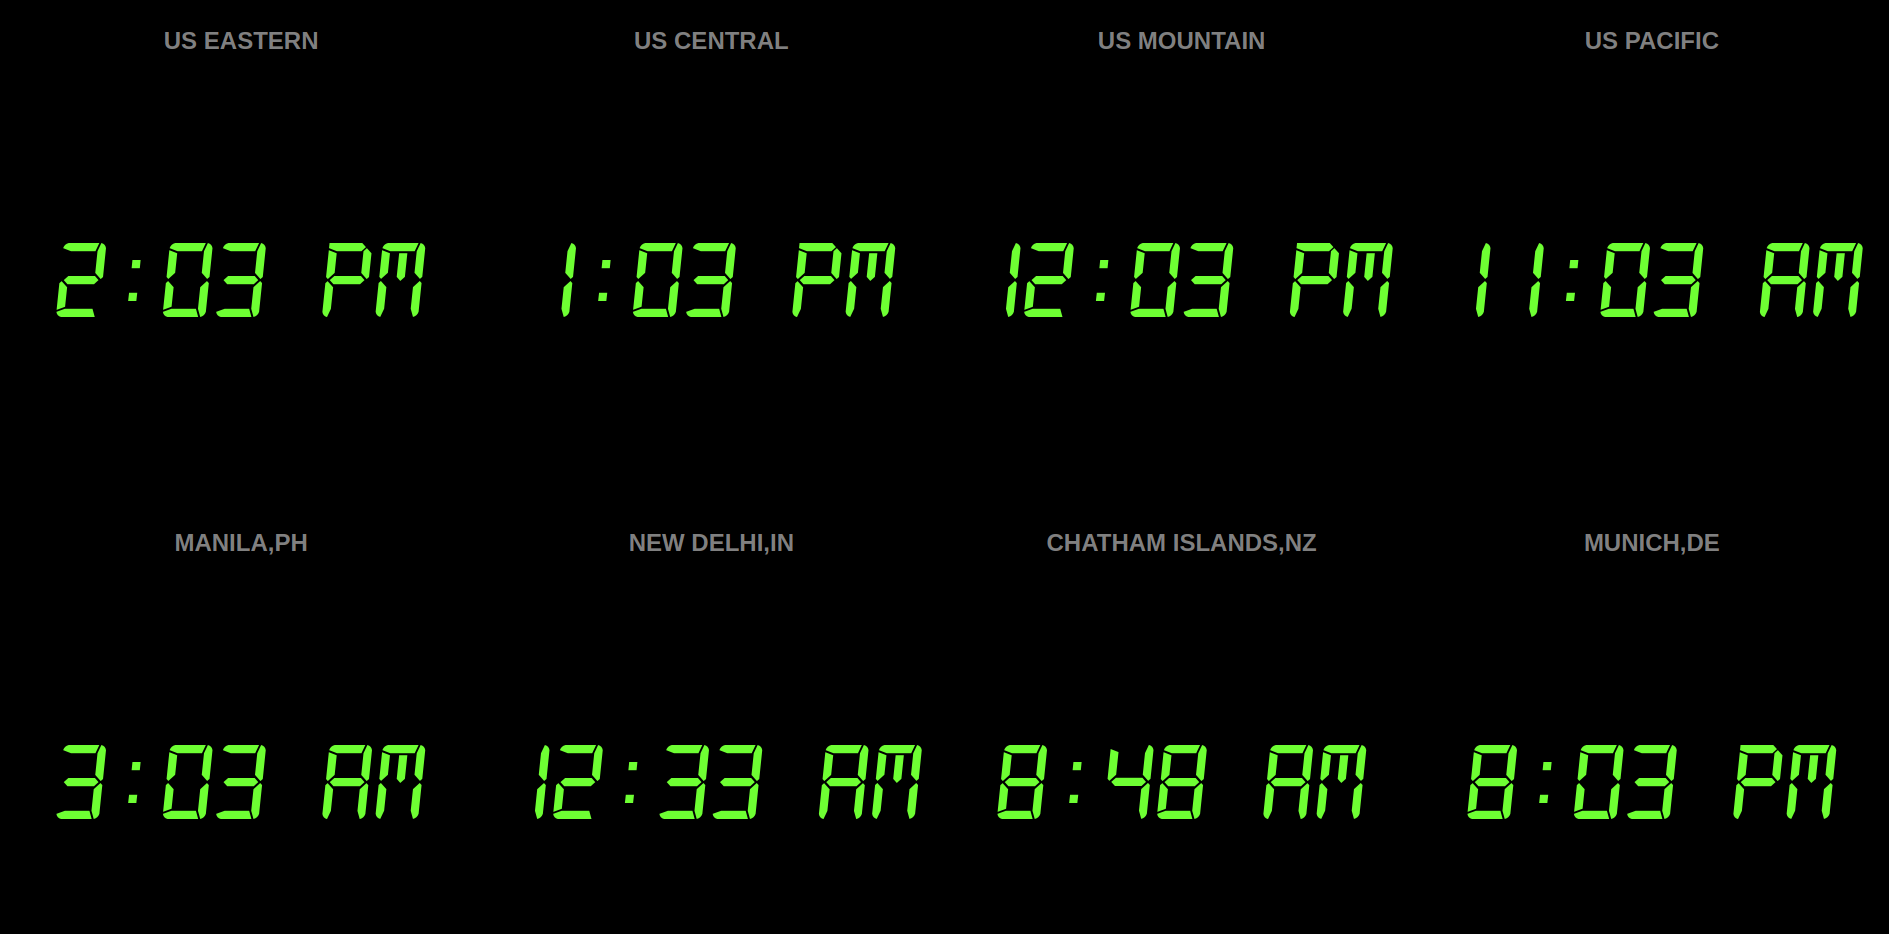 US EASTERN
US CENTRAL
US MOUNTAIN
US PACIFIC
2:03 PM
1:03 PM
12:03 PM
11:03 AM
MANILA,PH
NEW DELHI,IN
CHATHAM ISLANDS,NZ
MUNICH,DE
3:03 AM
12:33 AM
8:48 AM
8:03 PM